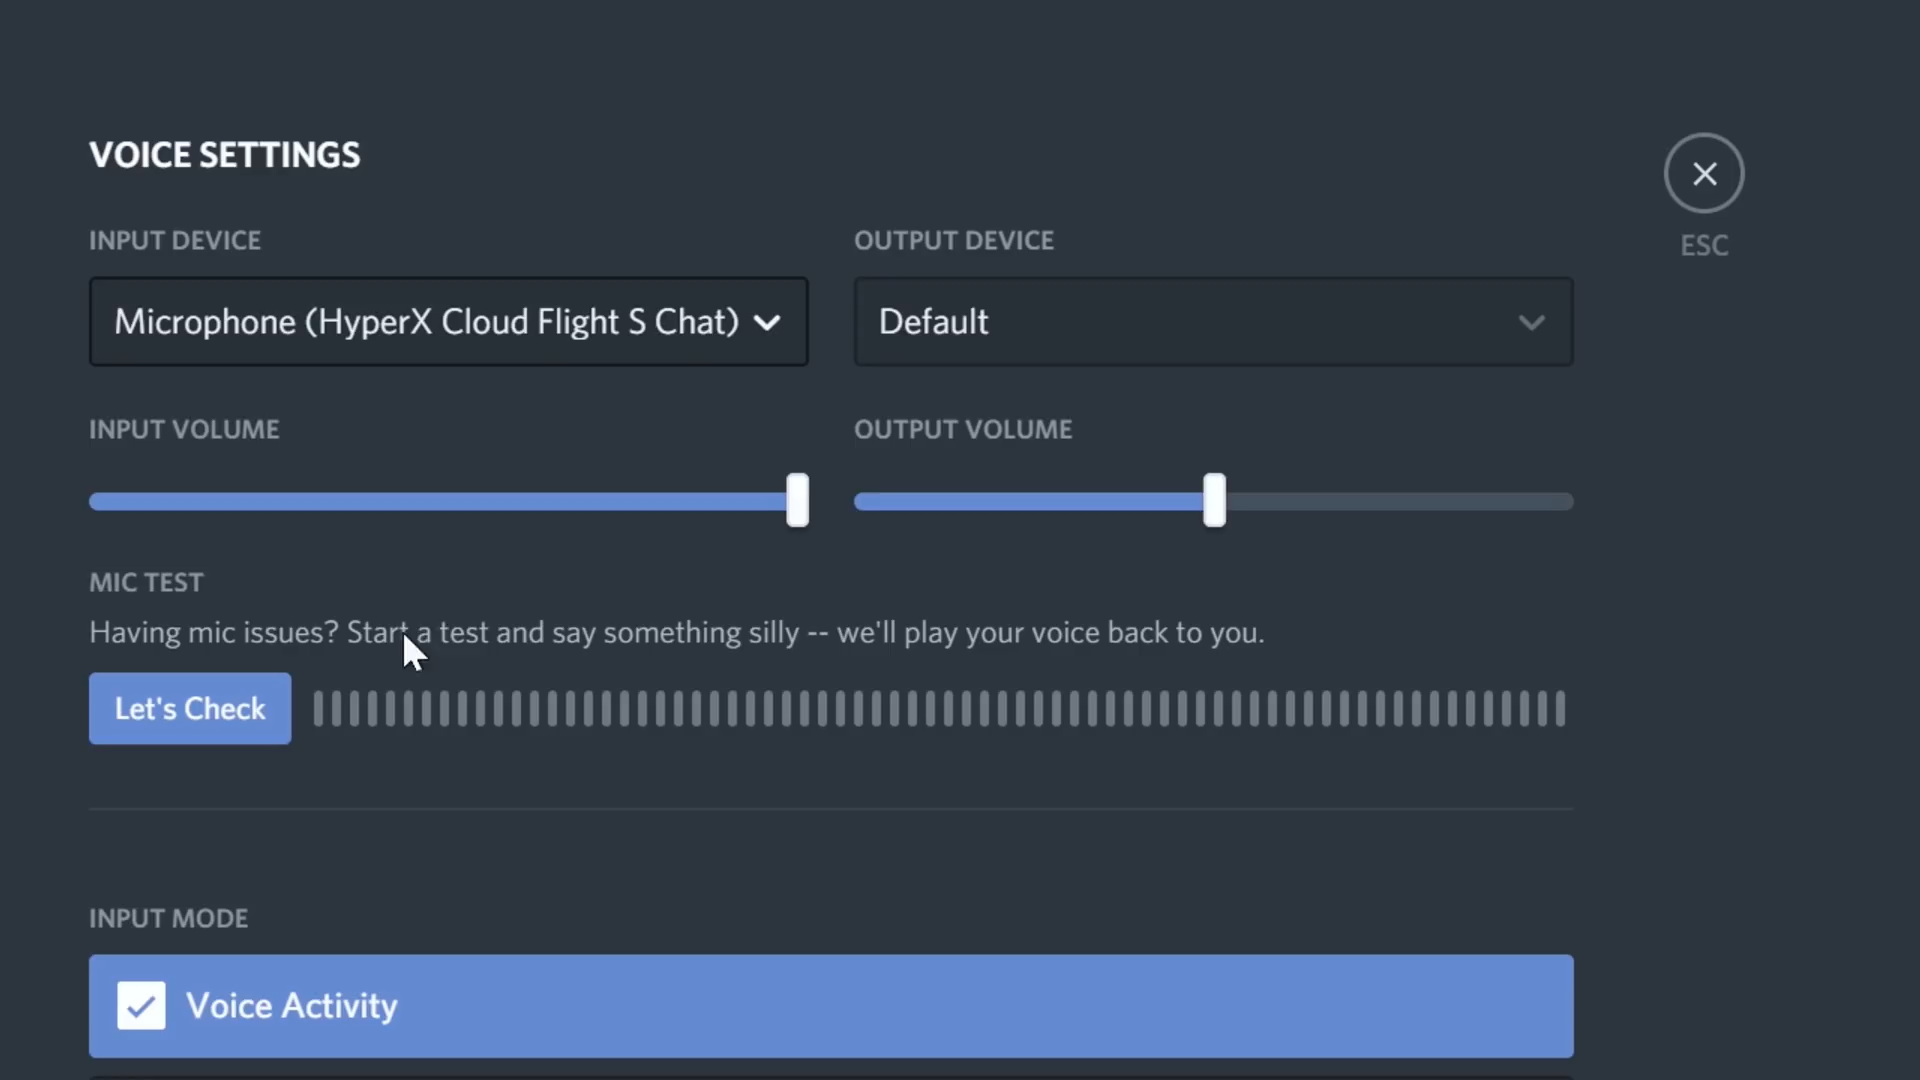 VOICE SETTINGS
ESC
INPUT DEVICE
OUTPUT DEVICE
Microphone (HyperX Cloud Flight S Chat)
Default
INPUT VOLUME
OUTPUT VOLUME
MIC TEST
Having mic issues? Start a test and say something silly -- we'll play your voice back to you.
Let's Check
INPUT MODE
Voice Activity